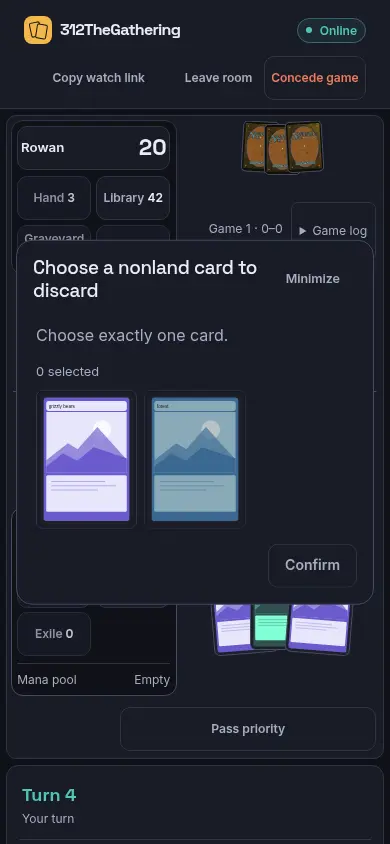 312TheGathering
Online
Copy watch link
Leave room
Concede game
Rowan
20
Hand 3
Library 42
Graveyard
Game 1 · 0–0
Game log
Choose a nonland card to
discard
Minimize
Choose exactly one card.
0 selected
grizzly bears
forest
Confirm
Exile 0
Mana pool
Empty
Pass priority
Turn 4
Your turn